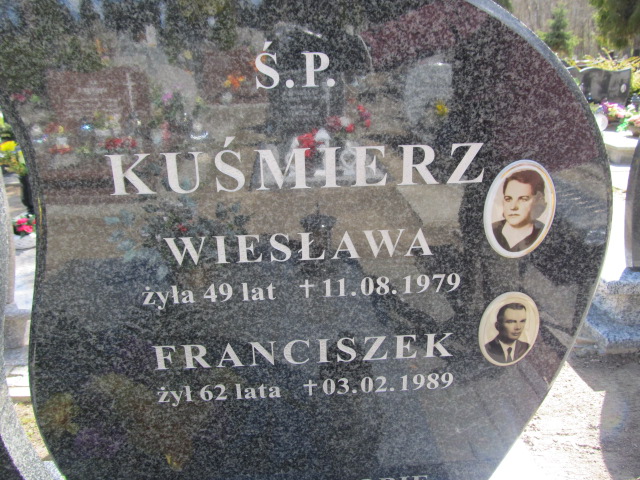 Ś.P.
KUŚMIERZ
WIESŁAWA
żyła 49 lat †11.08.1979
FRANCISZEK
żył 62 lata †03.02.1989